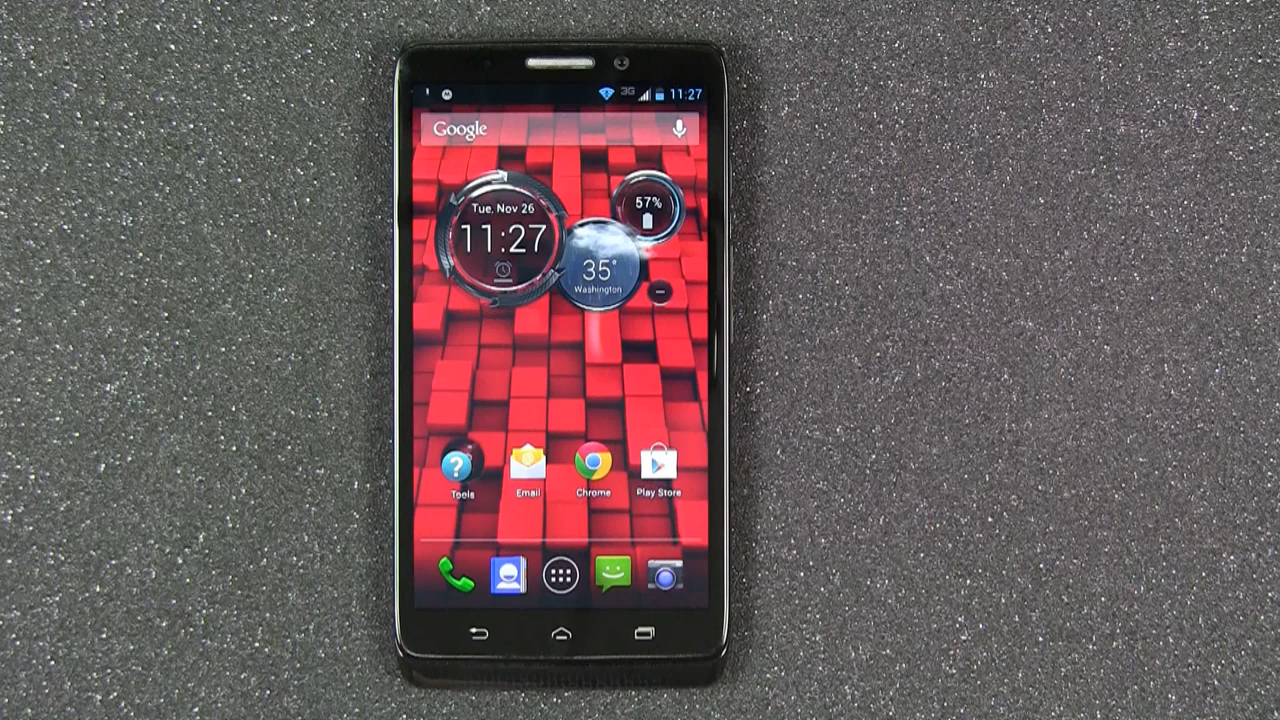 3G 11:27
Google
Tue, Nov 26
11:27
57%
35°
Washington
?
Tools
Email
Chrome
Play Store